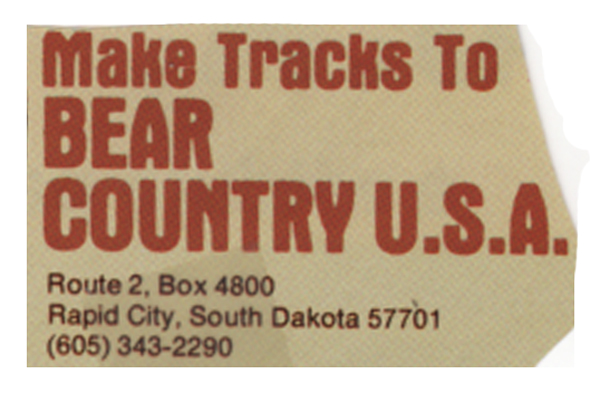 Make Tracks To
BEAR
COUNTRY U.S.A.
Route 2, Box 4800
Rapid City, South Dakota 57701
(605) 343-2290